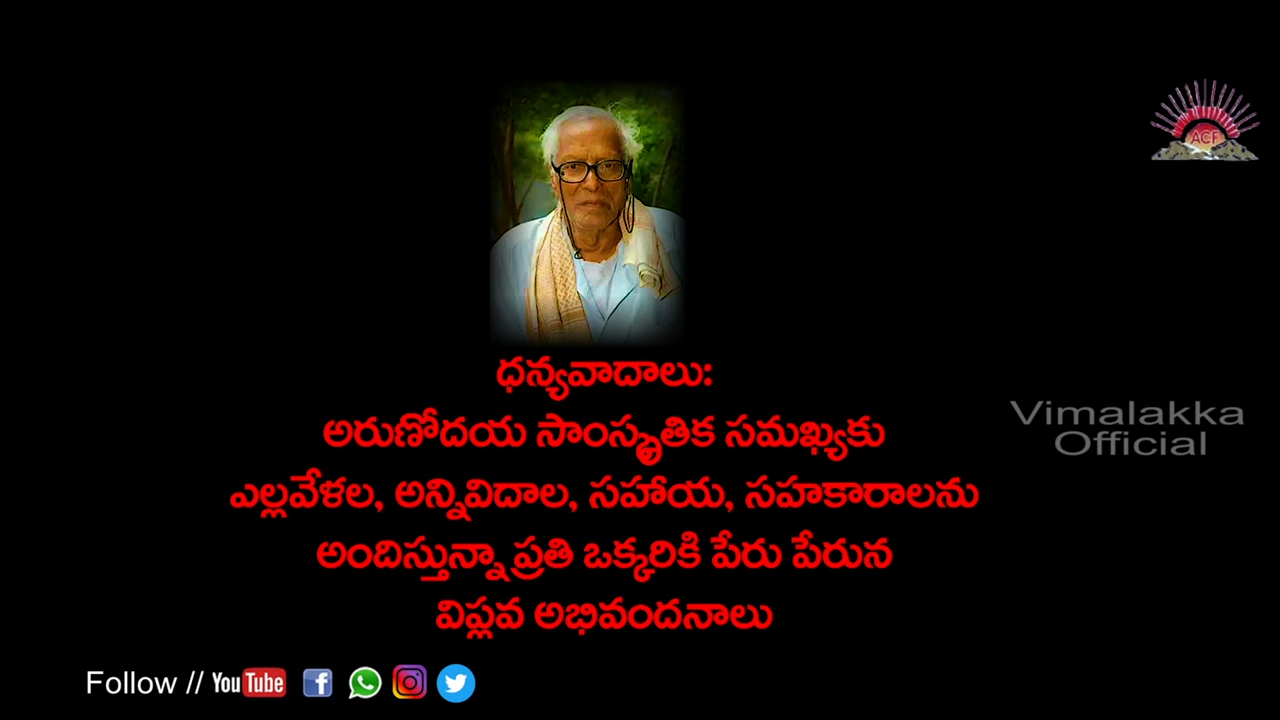 ACF
ధన్యవాదాలు:
అరుణోదయ సాంస్కృతిక సమఖ్యకు
ఎల్లవేళల, అన్నివిదాల, సహాయ, సహకారాలను
అందిస్తున్నా ప్రతి ఒక్కరికి పేరు పేరున
విప్లవ అభివందనాలు
Vimalakka
Official
Follow // YouTube